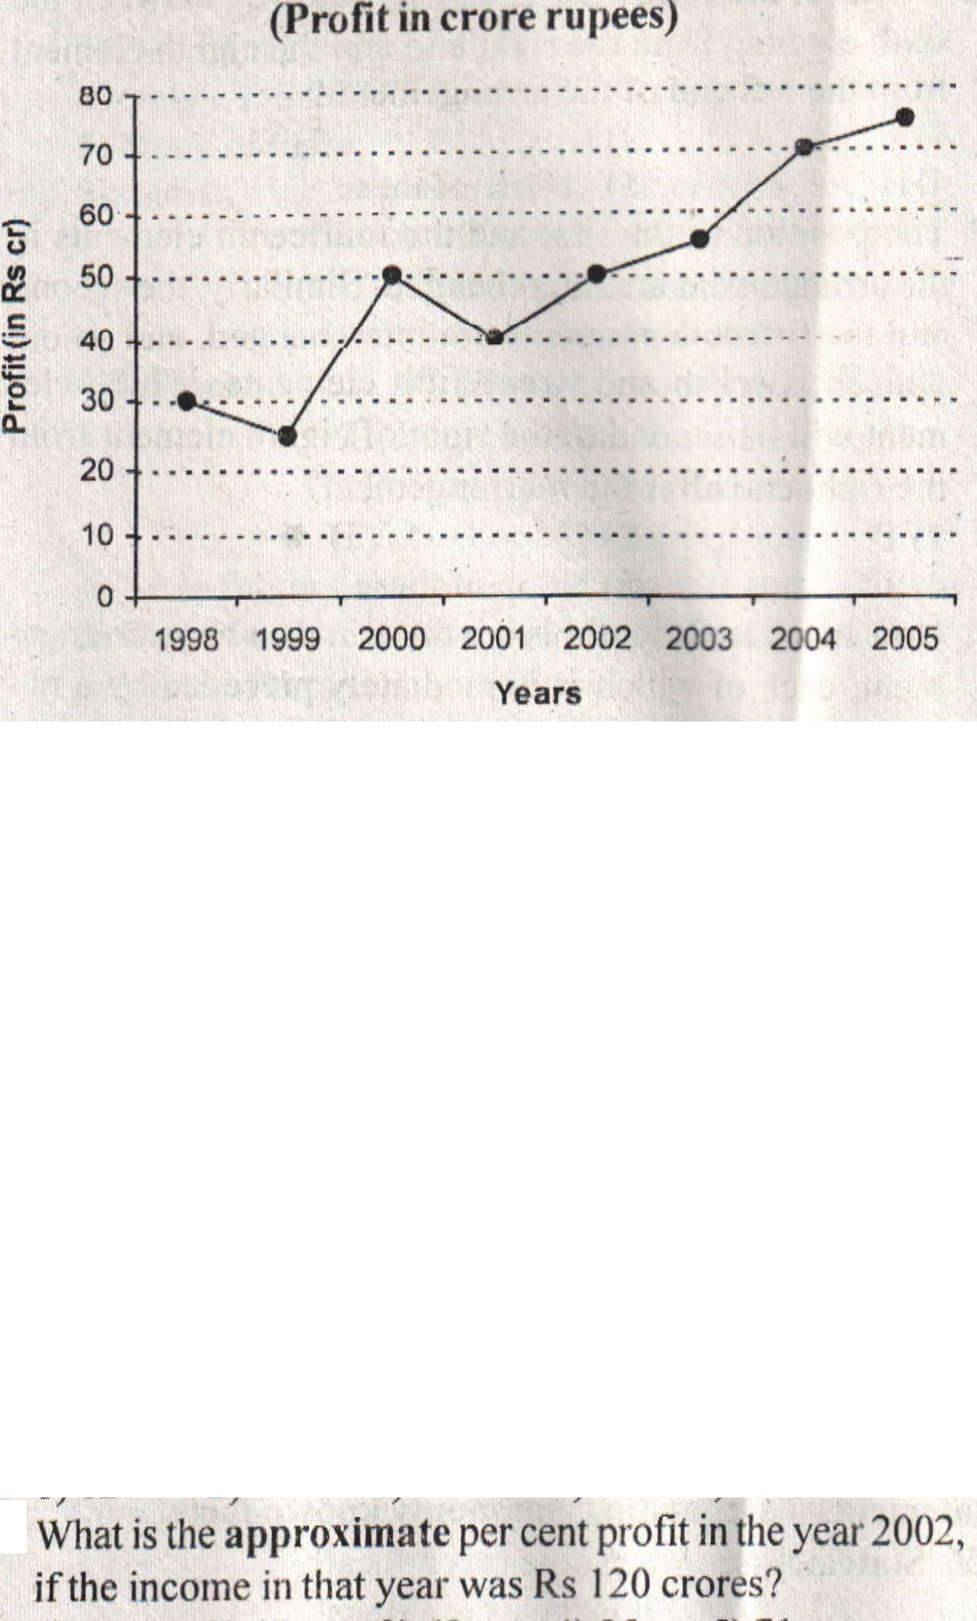 (Profit in crore rupees)
Profit (in Rs cr)
80
70
60
50
40
30
20
10
0
1998 1999 2000 2001 2002 2003 2004 2005
Years
What is the approximate per cent profit in the year 2002,
if the income in that year was Rs 120 crores?